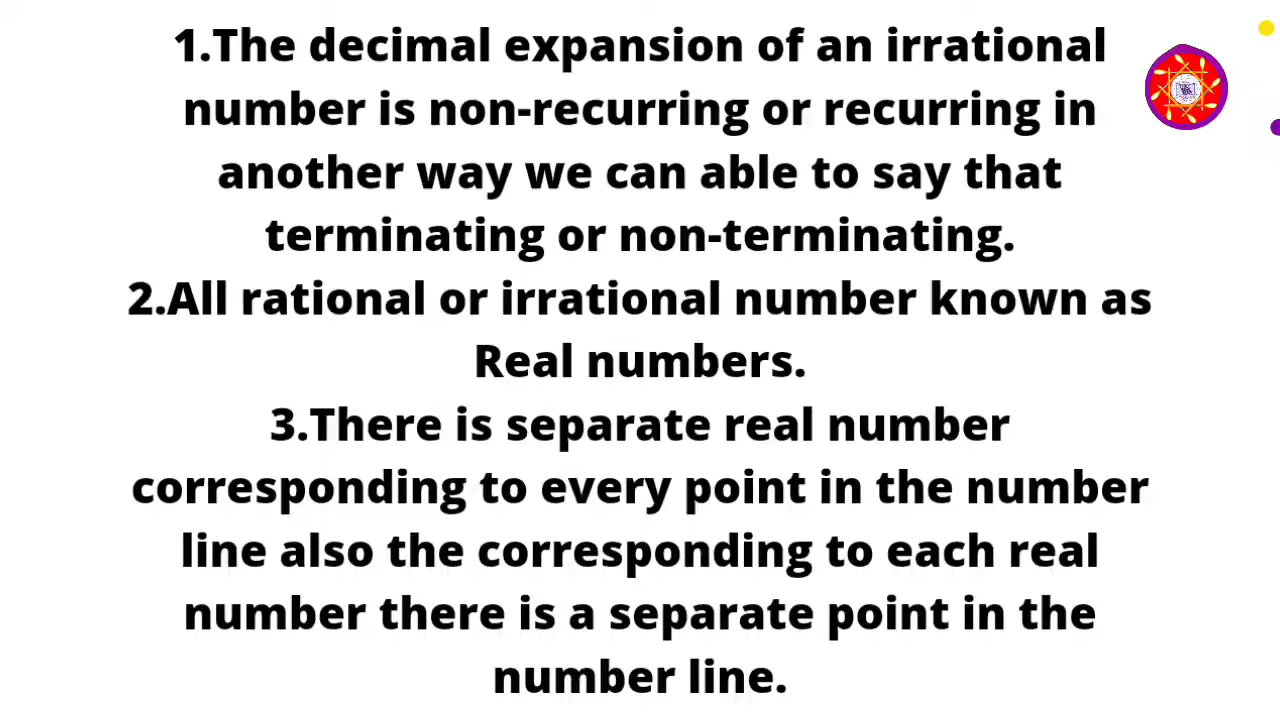 1.The decimal expansion of an irrational
number is non-recurring or recurring in
another way we can able to say that
terminating or non-terminating.
2.All rational or irrational number known as
Real numbers.
3.There is separate real number
corresponding to every point in the number
line also the corresponding to each real
number there is a separate point in the
number line.